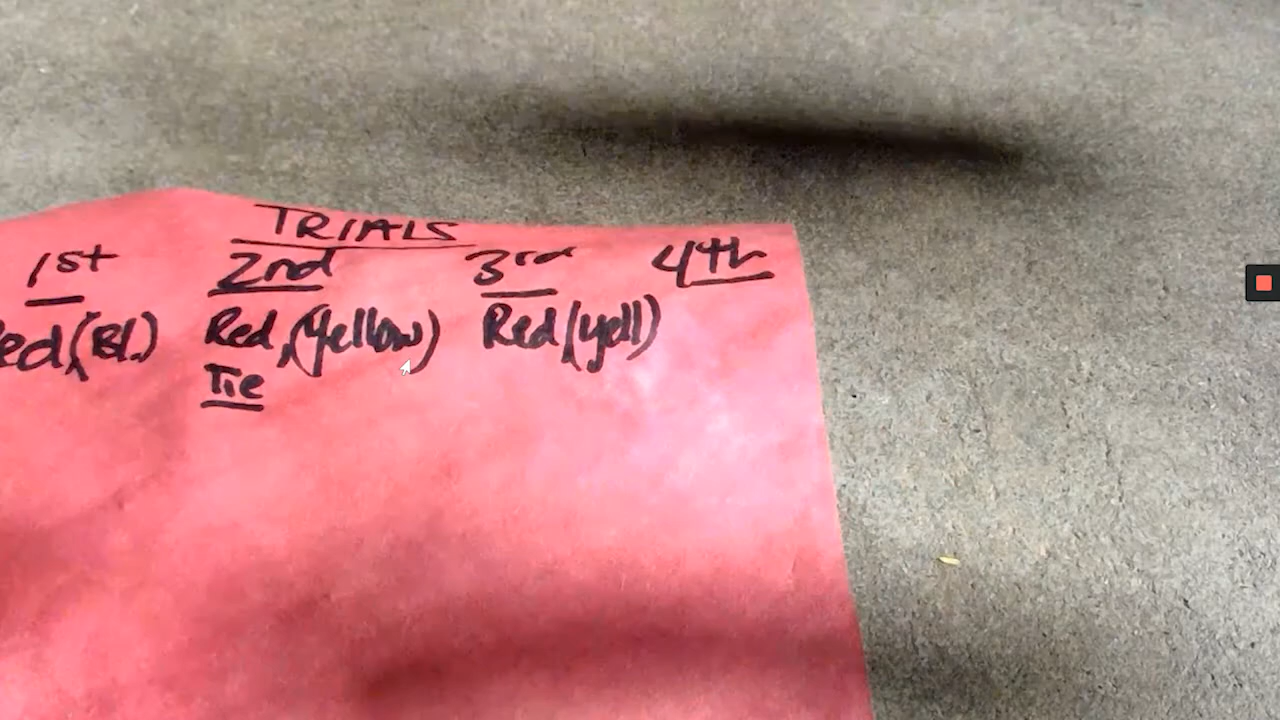 TRIALS
1st 2nd 3rd 4th
ed,(Bl.) Red,(Yellow) Red(yell)
Tie